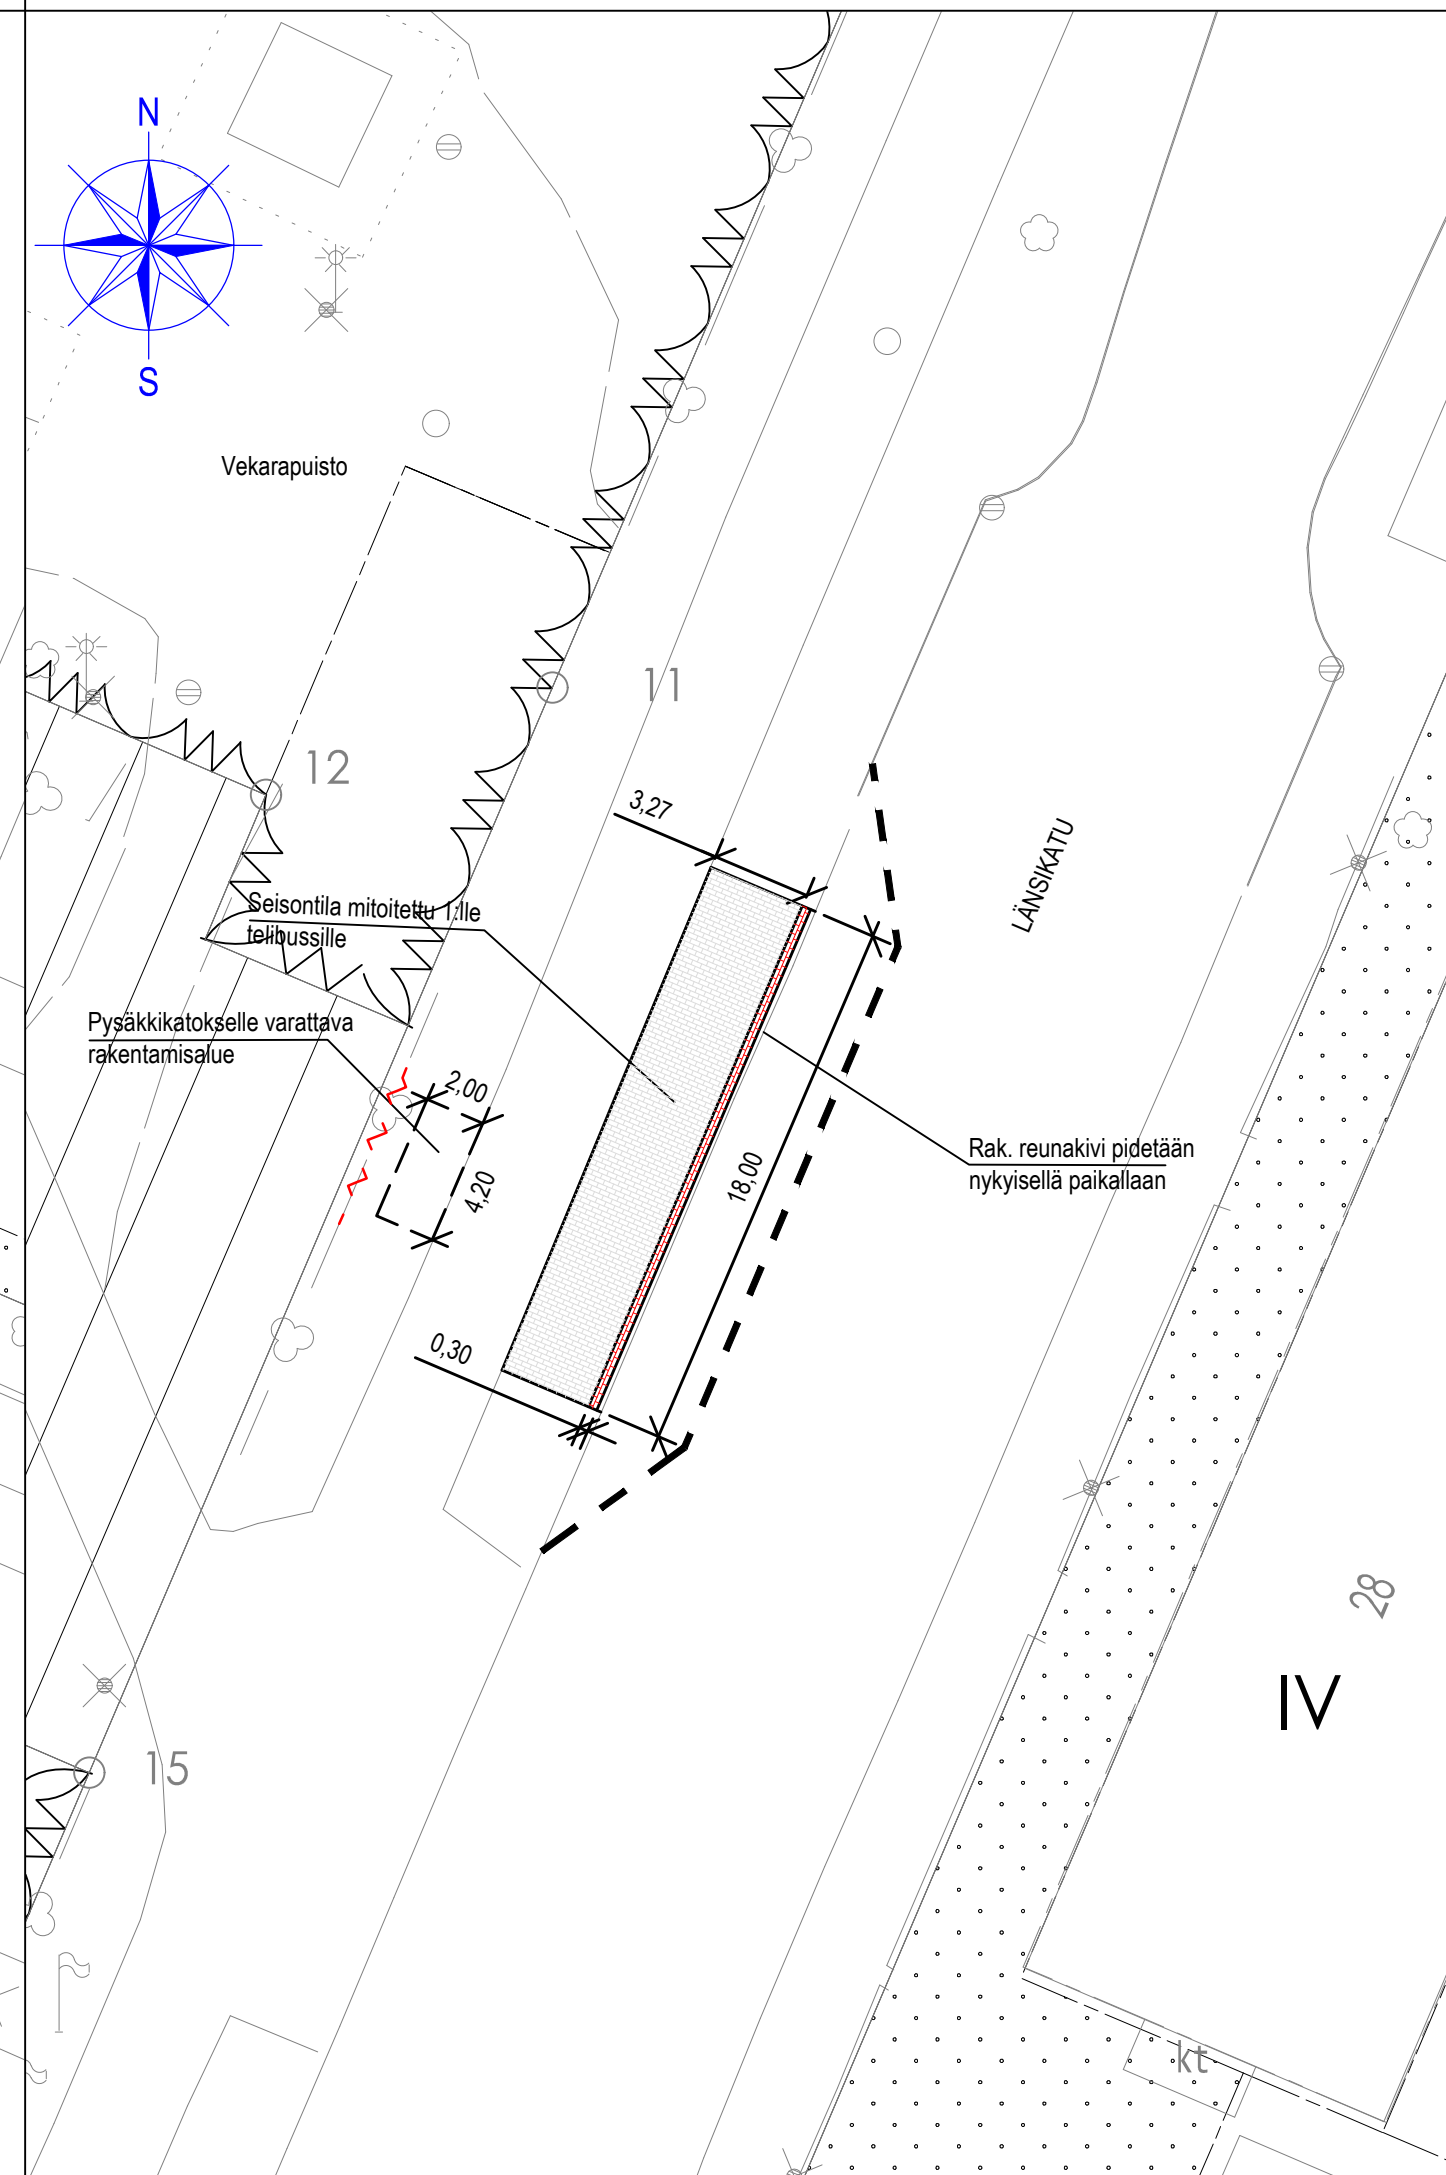 N
S
Vekarapuisto
11
12
3,27
LÄNSIKATU
Seisontila mitoitettu 1:lle
telibussille
Pysäkkikatokselle varattava
rakentamisalue
2,00
4,20
18,00
Rak. reunakivi pidetään
nykyisellä paikallaan
0,30
28
IV
15
kt